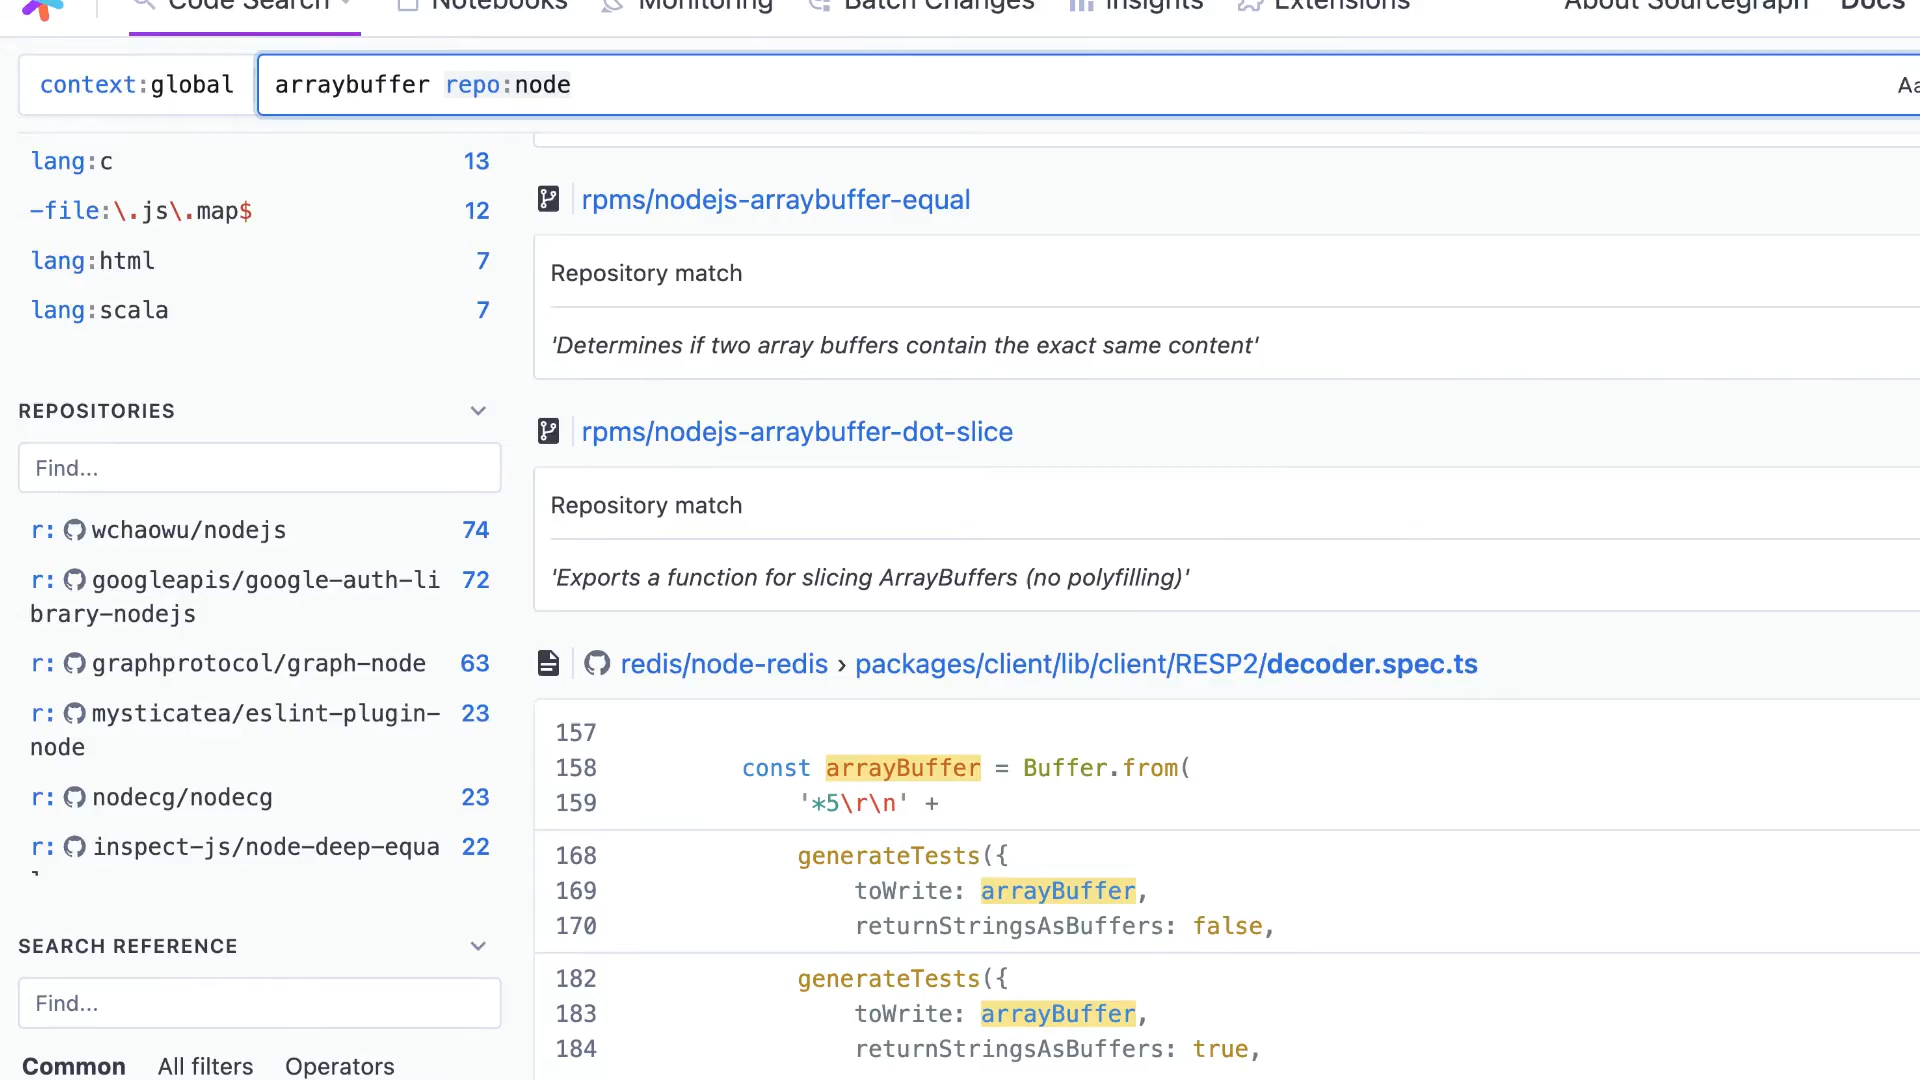 Code Search Notebooks Monitoring Batch Changes Insights Extensions About Sourcegraph Docs
context:global arraybuffer repo:node Aa
lang:c 13
-file:\.js\.map$ 12
lang:html 7
lang:scala 7
REPOSITORIES
Find...
r: wchaowu/nodejs 74
r: googleapis/google-auth-li 72
brary-nodejs
r: graphprotocol/graph-node 63
r: mysticatea/eslint-plugin- 23
node
r: nodecg/nodecg 23
r: inspect-js/node-deep-equa 22
SEARCH REFERENCE
Find...
Common All filters Operators
rpms/nodejs-arraybuffer-equal
Repository match
'Determines if two array buffers contain the exact same content'
rpms/nodejs-arraybuffer-dot-slice
Repository match
'Exports a function for slicing ArrayBuffers (no polyfilling)'
redis/node-redis › packages/client/lib/client/RESP2/decoder.spec.ts
157
158 const arrayBuffer = Buffer.from(
159 '*5\r\n' +
168 generateTests({
169 toWrite: arrayBuffer,
170 returnStringsAsBuffers: false,
182 generateTests({
183 toWrite: arrayBuffer,
184 returnStringsAsBuffers: true,